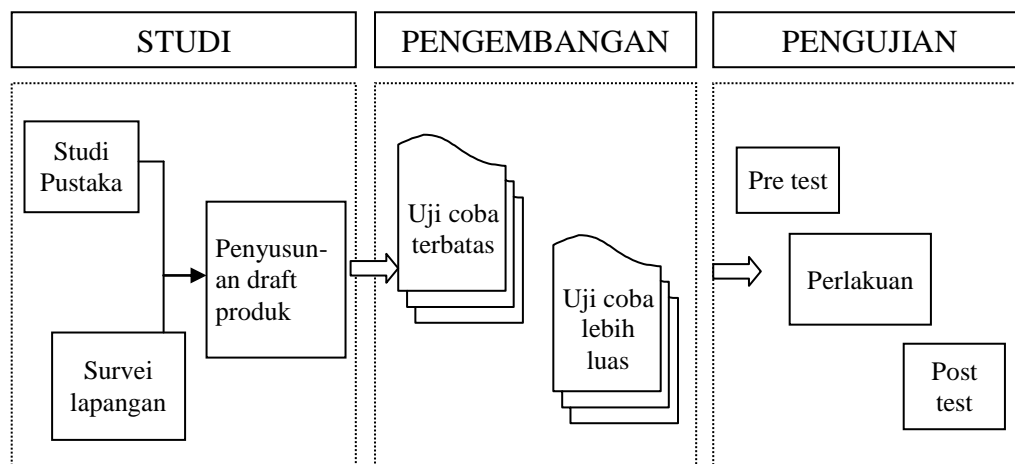 STUDI
PENGEMBANGAN
PENGUJIAN
Studi
Pustaka
Penyusun-
an draft
produk
Survei
lapangan
Uji coba
terbatas
Uji coba
lebih
luas
Pre test
Perlakuan
Post
test